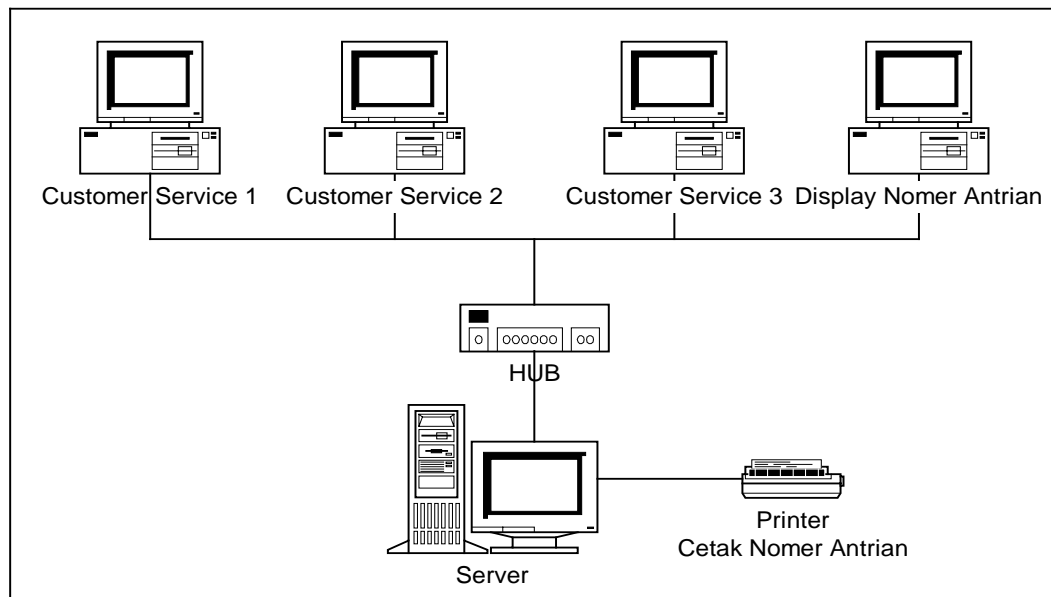 Customer Service 1
Customer Service 2
Customer Service 3
Display Nomer Antrian
HUB
Server
Printer
Cetak Nomer Antrian